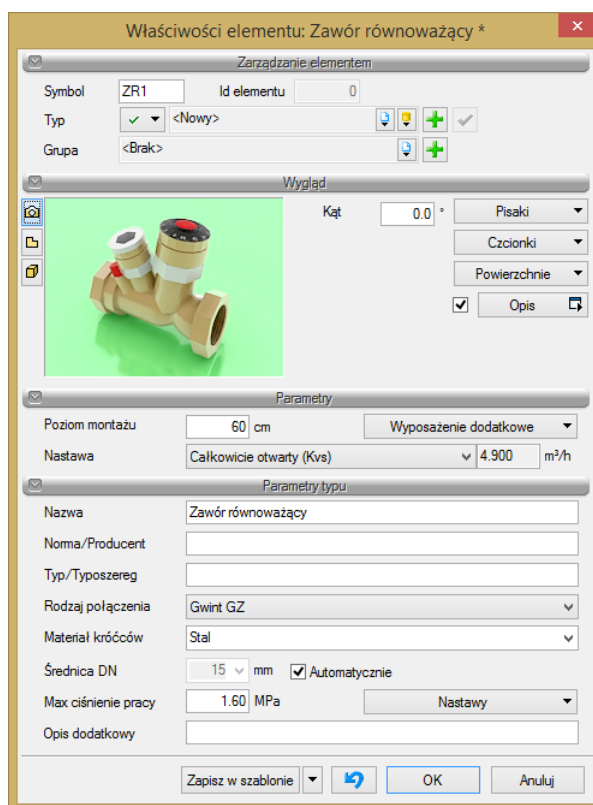 Właściwości elementu: Zawór równoważący *
Zarządzanie elementem
Symbol ZR1 Id elementu 0
Typ <Nowy>
Grupa <Brak>
Wygląd
Kąt 0.0 ° Pisaki
Czcionki
Powierzchnie
Opis
Parametry
Poziom montażu 60 cm Wyposażenie dodatkowe
Nastawa Całkowicie otwarty (Kvs) 4.900 m³/h
Parametry typu
Nazwa Zawór równoważący
Norma/Producent
Typ/Typoszereg
Rodzaj połączenia Gwint GZ
Materiał króćców Stal
Średnica DN 15 mm Automatycznie
Max ciśnienie pracy 1.60 MPa Nastawy
Opis dodatkowy
Zapisz w szablonie OK Anuluj